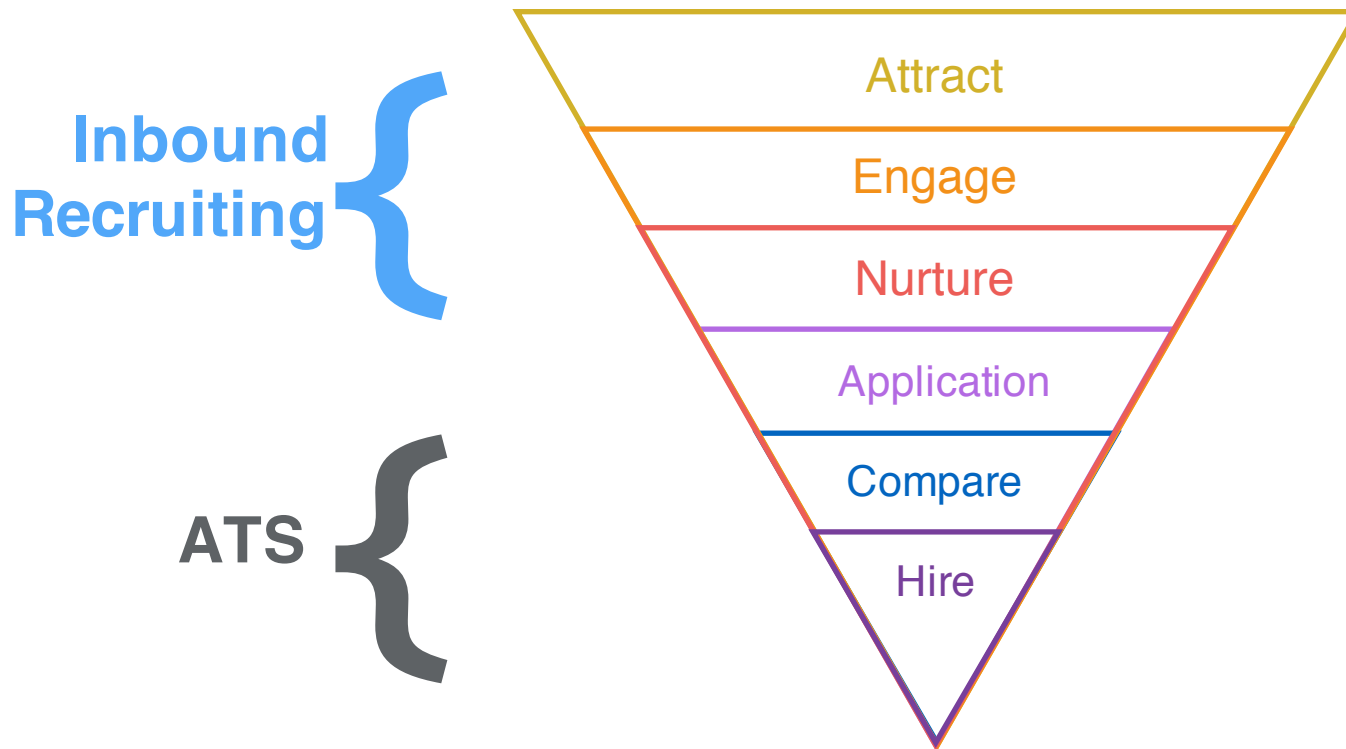 Inbound
Recruiting
Attract
Engage
Nurture
Application
ATS
Compare
Hire